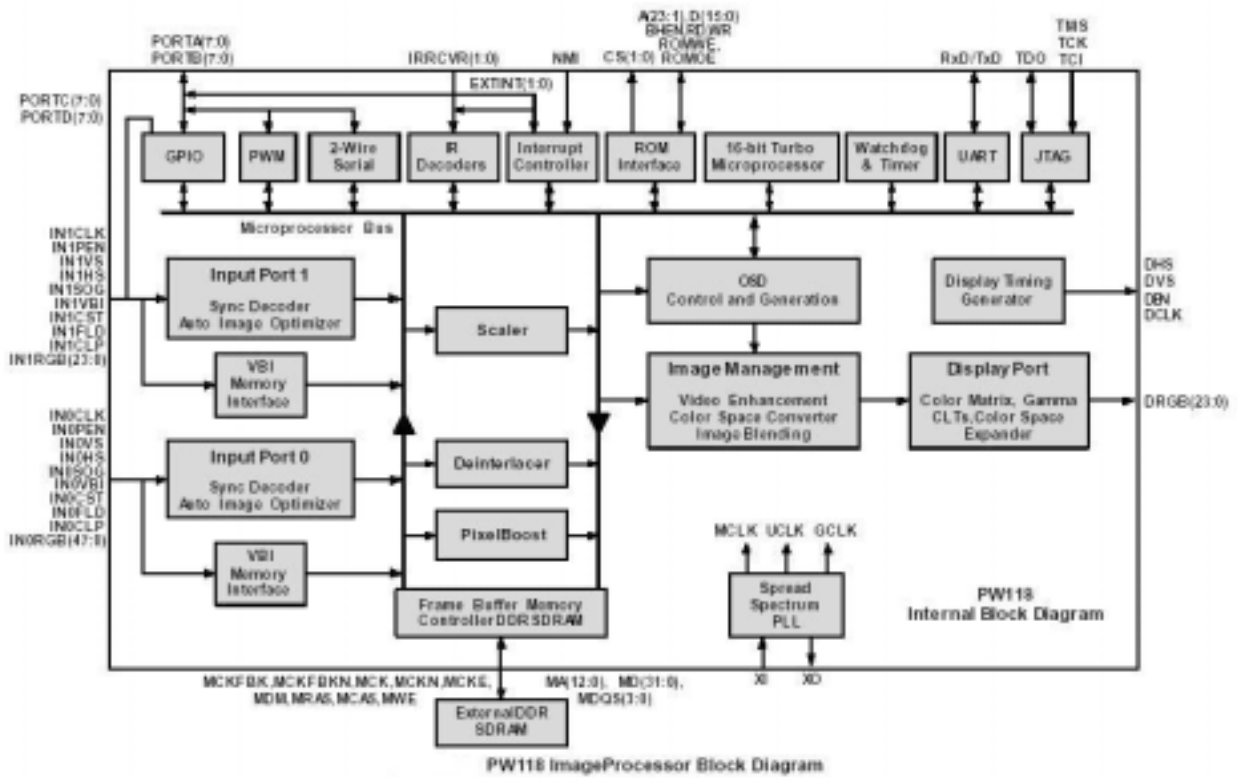 PORTA(7:0)
PORTB(7:0)
IRRCVR(1:0)
NMI
A(23:1), D(15:0)
BHEN,RD,WR
ROMWE,
CS(1:0) ROMOE
RxD/TxD
TDO
TMS
TCK
TCI
EXTINT(1:0)
PORTC(7:0)
PORTD(7:0)
GPIO
PWM
2-Wire
Serial
IR
Decoders
Interrupt
Controller
ROM
Interface
16-bit Turbo
Microprocessor
Watchdog
& Timer
UART
JTAG
Microprocessor Bus
IN1CLK
IN1PEN
IN1VS
IN1HS
IN1SOG
IN1VBI
IN1CST
IN1FLD
IN1CLP
IN1RGB(23:0)
Input Port 1
Sync Decoder
Auto Image Optimizer
VBI
Memory
Interface
Scaler
OSD
Control and Generation
Display Timing
Generator
DHS
DVS
DEN
DCLK
Image Management
Video Enhancement
Color Space Converter
Image Blending
Display Port
Color Matrix, Gamma
CLTs,Color Space
Expander
DRGB(23:0)
IN0CLK
IN0PEN
IN0VS
IN0HS
IN0SOG
IN0VBI
IN0CST
IN0FLD
IN0CLP
IN0RGB(47:0)
Input Port 0
Sync Decoder
Auto Image Optimizer
VBI
Memory
Interface
Deinterlacer
PixelBoost
Frame Buffer Memory
Controller DDR SDRAM
MCLK UCLK GCLK
Spread
Spectrum
PLL
XI
XO
PW118
Internal Block Diagram
MCKFBK,MCKFBKN,MCK,MCKN,MCKE,
MDM,MRAS,MCAS,MWE
MA(12:0), MD(31:0),
MDQS(3:0)
External DDR
SDRAM
PW118 ImageProcessor Block Diagram